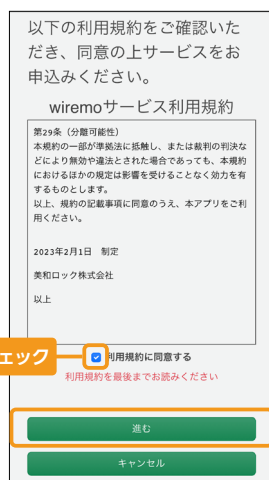 以下の利用規約をご確認いた
だき、同意の上サービスをお
申込みください。
wiremoサービス利用規約
第29条（分離可能性）
本規約の一部が準拠法に抵触し、または裁判の判決な
どにより無効や違法とされた場合であっても、本規約
におけるほかの規定は影響を受けることなく効力を有
するものとします。
以上、規約の記載事項に同意のうえ、本アプリをご利
用ください。
2023年2月1日　制定
美和ロック株式会社
以上
ェック
利用規約に同意する
利用規約を最後までお読みください
進む
キャンセル